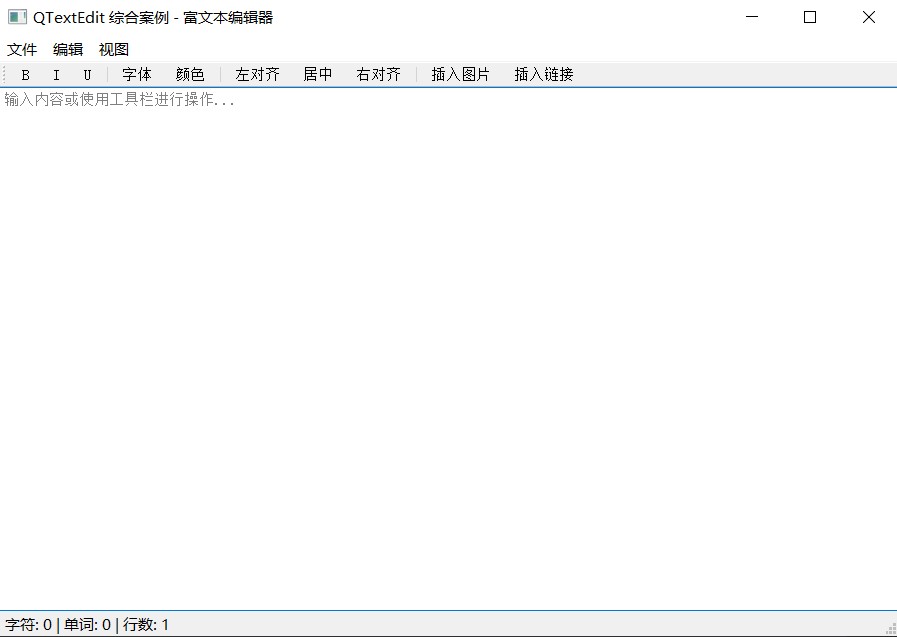 QTextEdit 综合案例 - 富文本编辑器
文件 编辑 视图
B I U 字体 颜色 左对齐 居中 右对齐 插入图片 插入链接
输入内容或使用工具栏进行操作...
字符: 0 | 单词: 0 | 行数: 1